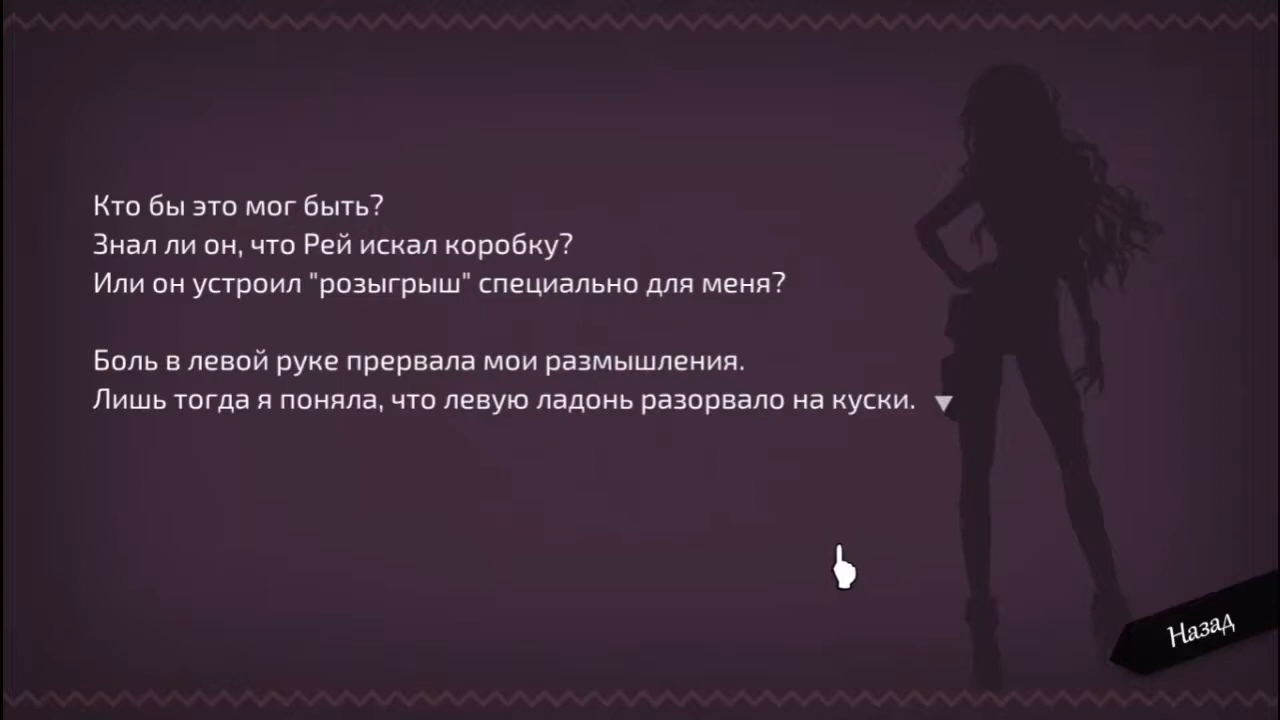 Кто бы это мог быть?
Знал ли он, что Рей искал коробку?
Или он устроил "розыгрыш" специально для меня?
Боль в левой руке прервала мои размышления.
Лишь тогда я поняла, что левую ладонь разорвало на куски.
Назад